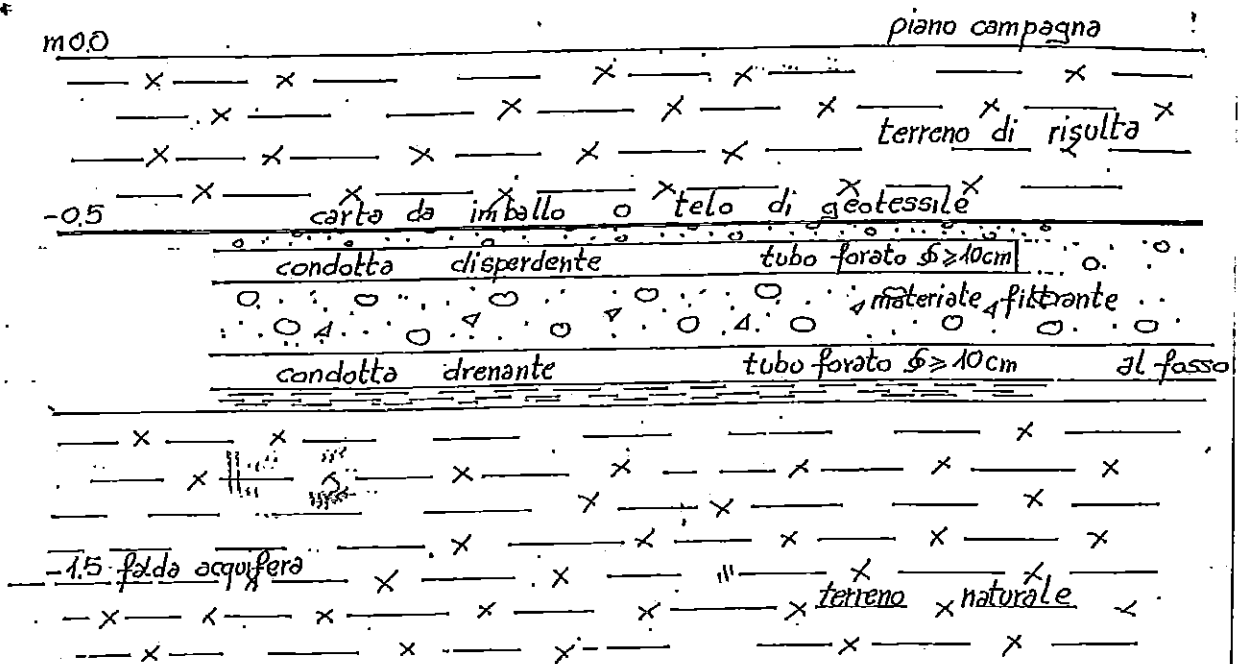 m 0.0 piano campagna
terreno di risulta
-0.5 carta da imballo o telo di geotessile
condotta disperdente tubo forato ⌀≥10cm
materiale filtrante
condotta drenante tubo forato ⌀≥10cm al fosso
-1.5 falda acquifera
terreno naturale